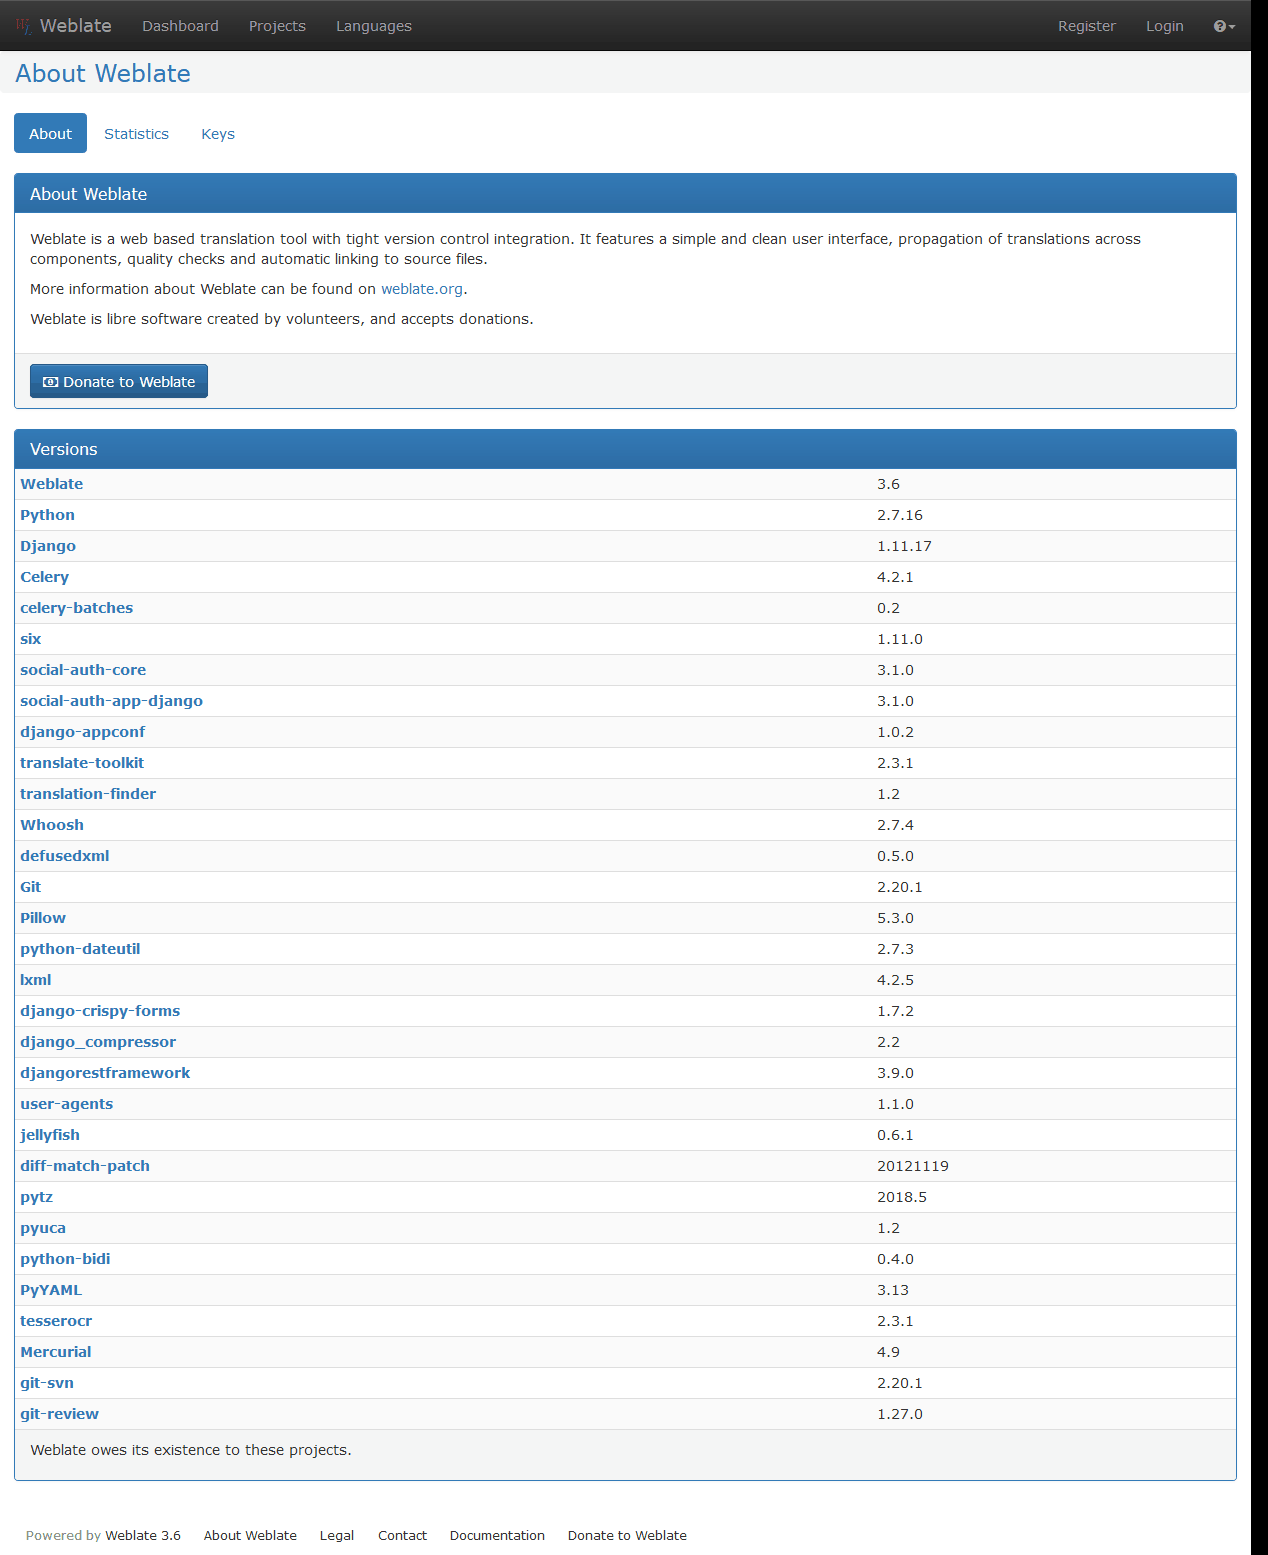 Weblate Dashboard Projects Languages Register Login
About Weblate
About Statistics Keys
About Weblate
Weblate is a web based translation tool with tight version control integration. It features a simple and clean user interface, propagation of translations across
components, quality checks and automatic linking to source files.
More information about Weblate can be found on weblate.org.
Weblate is libre software created by volunteers, and accepts donations.
Donate to Weblate
Versions
Weblate 3.6
Python 2.7.16
Django 1.11.17
Celery 4.2.1
celery-batches 0.2
six 1.11.0
social-auth-core 3.1.0
social-auth-app-django 3.1.0
django-appconf 1.0.2
translate-toolkit 2.3.1
translation-finder 1.2
Whoosh 2.7.4
defusedxml 0.5.0
Git 2.20.1
Pillow 5.3.0
python-dateutil 2.7.3
lxml 4.2.5
django-crispy-forms 1.7.2
django_compressor 2.2
djangorestframework 3.9.0
user-agents 1.1.0
jellyfish 0.6.1
diff-match-patch 20121119
pytz 2018.5
pyuca 1.2
python-bidi 0.4.0
PyYAML 3.13
tesserocr 2.3.1
Mercurial 4.9
git-svn 2.20.1
git-review 1.27.0
Weblate owes its existence to these projects.
Powered by Weblate 3.6 About Weblate Legal Contact Documentation Donate to Weblate